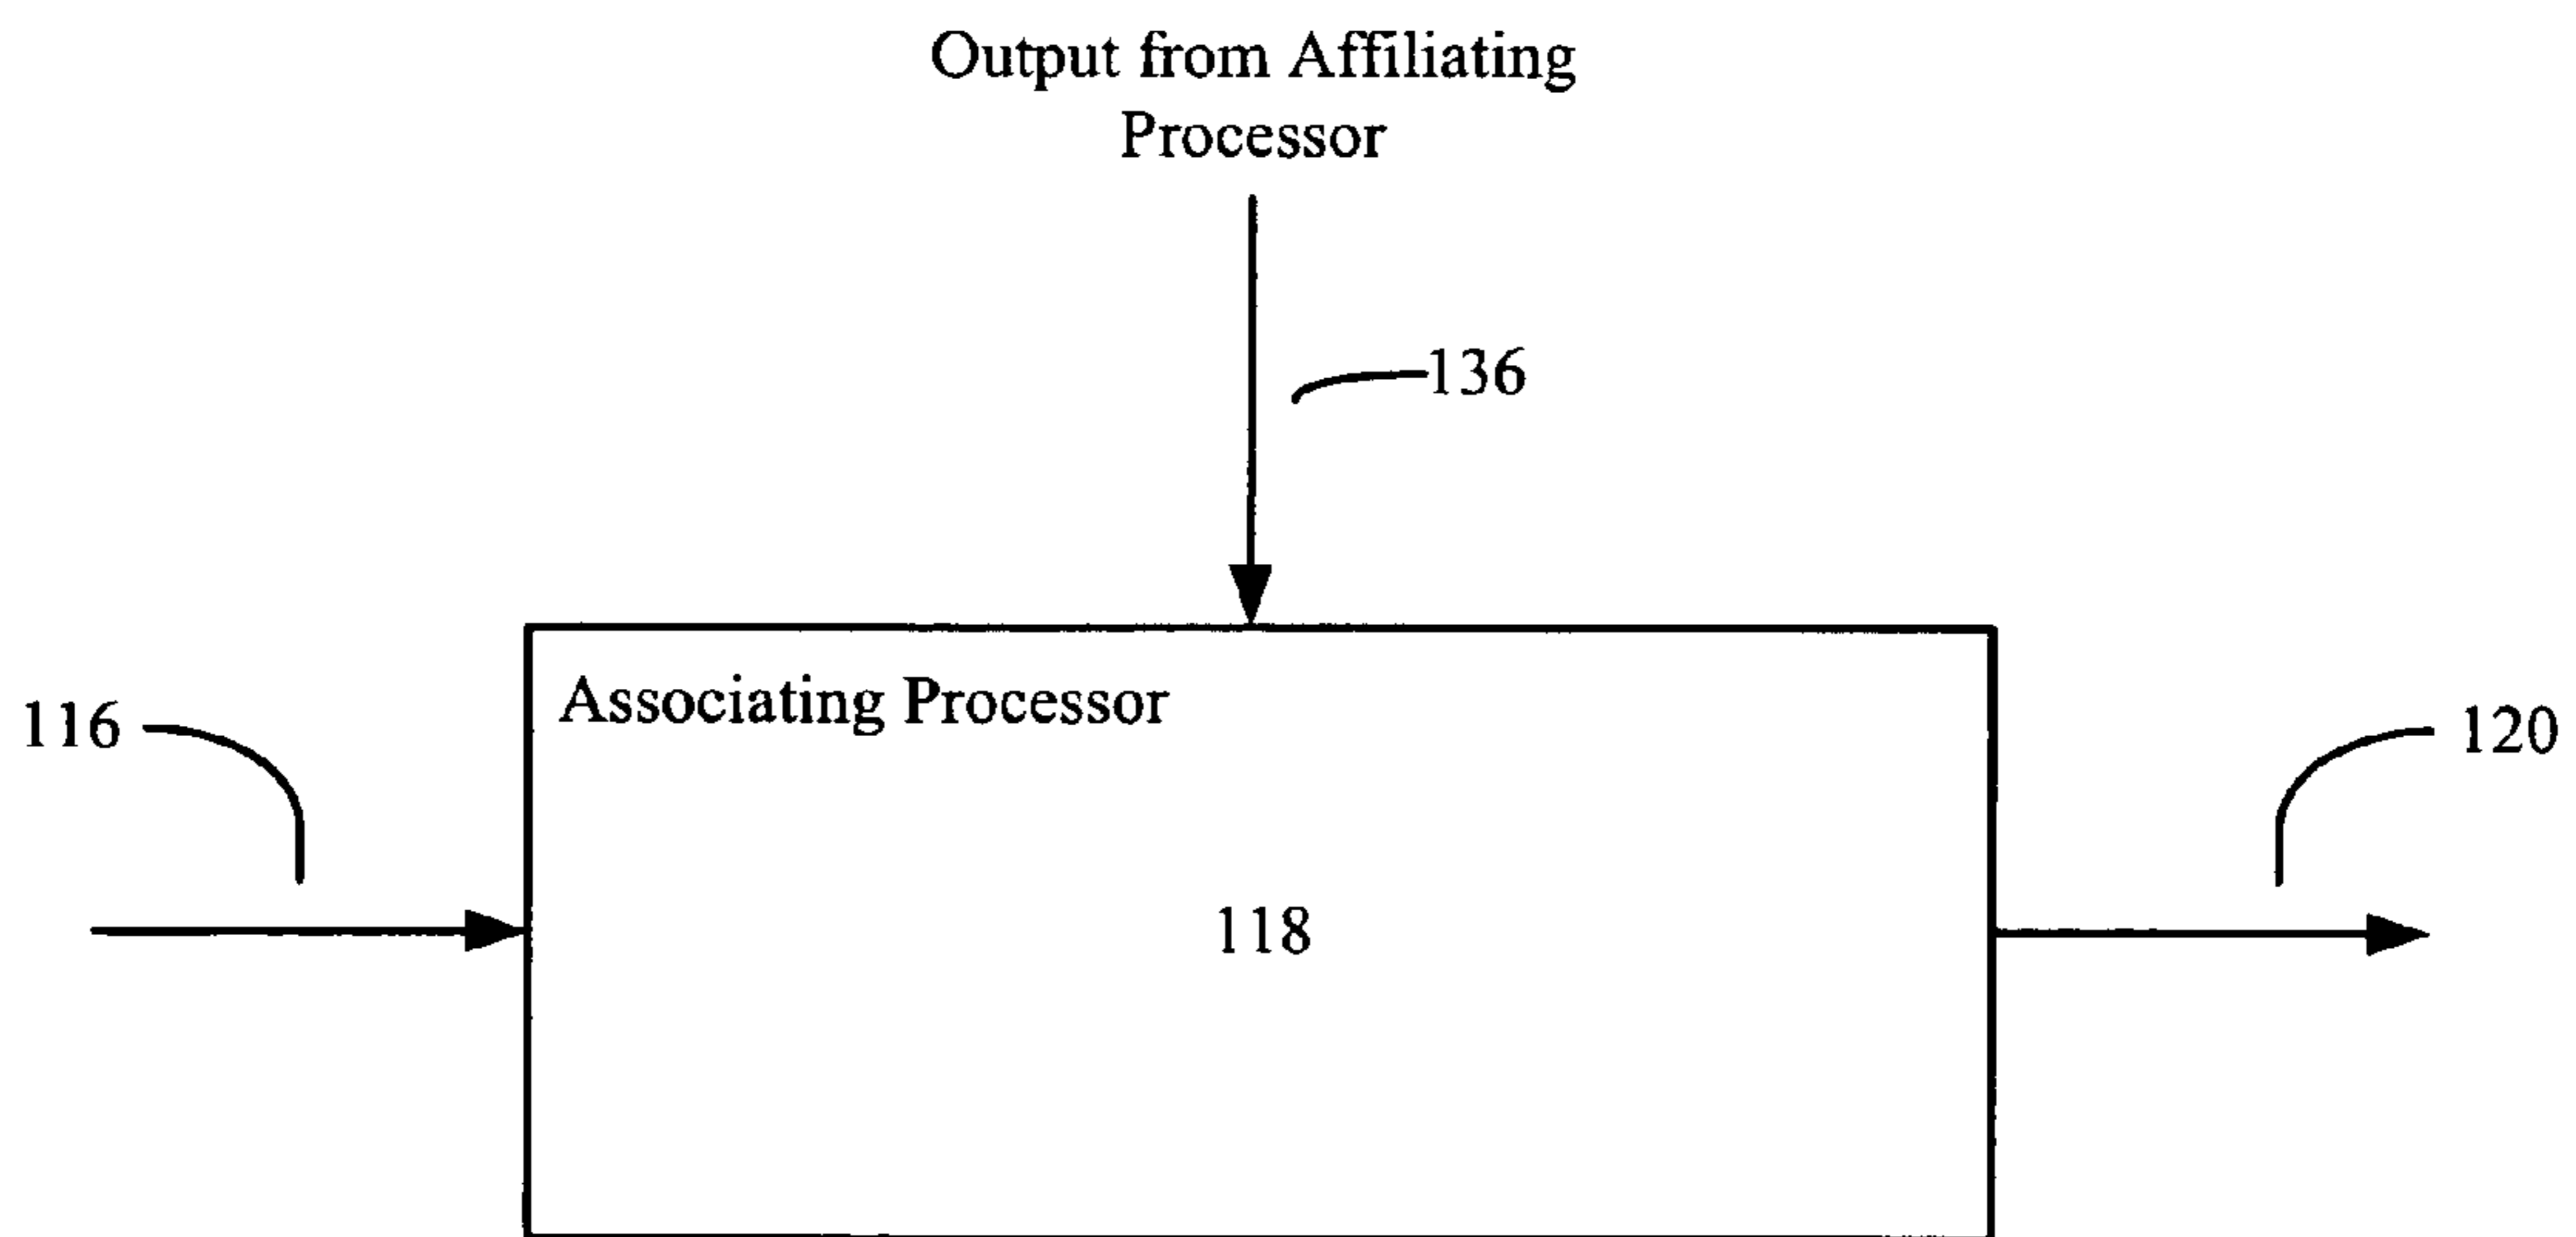 Output from Affiliating
Processor
136
Associating Processor
116
120
118